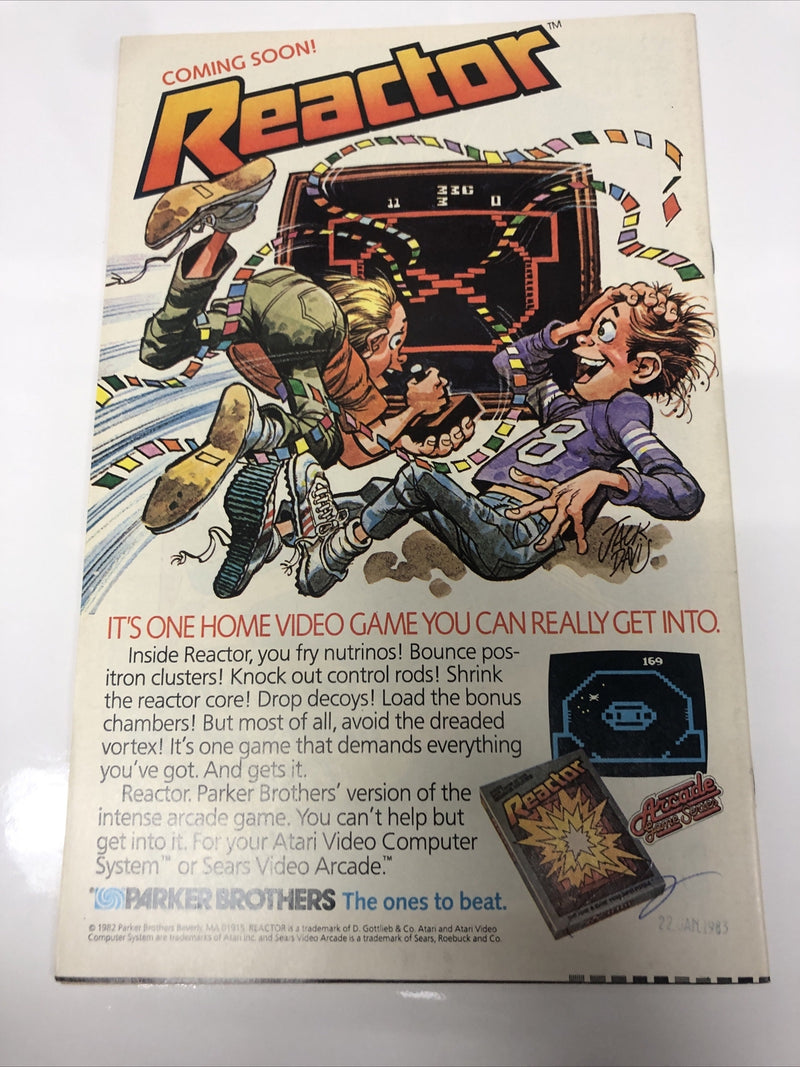 COMING SOON!
Reactor™
11 330 0
3
8
JACK
DAVIS
IT'S ONE HOME VIDEO GAME YOU CAN REALLY GET INTO.
Inside Reactor, you fry nutrinos! Bounce pos-
itron clusters! Knock out control rods! Shrink
the reactor core! Drop decoys! Load the bonus
chambers! But most of all, avoid the dreaded
vortex! It's one game that demands everything
you've got. And gets it.
Reactor. Parker Brothers' version of the
intense arcade game. You can't help but
get into it. For your Atari Video Computer
System™ or Sears Video Arcade.™
169
Reactor
Arcade
Game Series
PARKER BROTHERS The ones to beat.
© 1982 Parker Brothers Beverly, MA 01915. REACTOR is a trademark of D. Gottlieb & Co. Atari and Atari Video
Computer System are trademarks of Atari Inc. and Sears Video Arcade is a trademark of Sears, Roebuck and Co.
22 JAN 1983